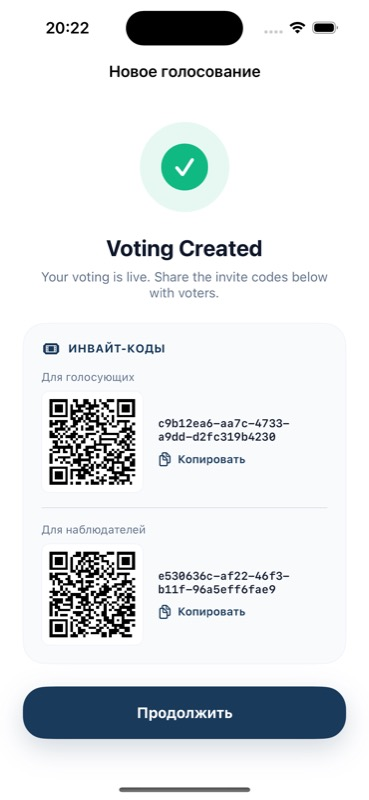 20:22
Новое голосование
Voting Created
Your voting is live. Share the invite codes below
with voters.
ИНВАЙТ-КОДЫ
Для голосующих
c9b12ea6-aa7c-4733-
a9dd-d2fc319b4230
Копировать
Для наблюдателей
e530636c-af22-46f3-
b11f-96a5eff6fae9
Копировать
Продолжить